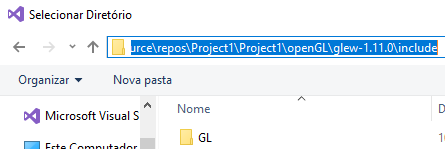 Selecionar Diretório
urce\repos\Project1\Project1\openGL\glew-1.11.0\include
Organizar Nova pasta
Microsoft Visual S Nome
GL
Este Computador